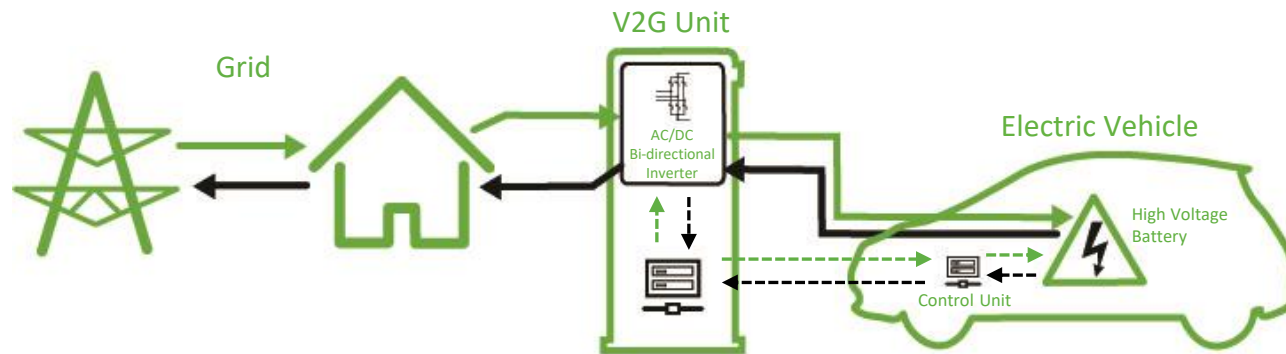 V2G Unit
Grid
AC/DC
Bi-directional
Inverter
Electric Vehicle
High Voltage
Battery
Control Unit